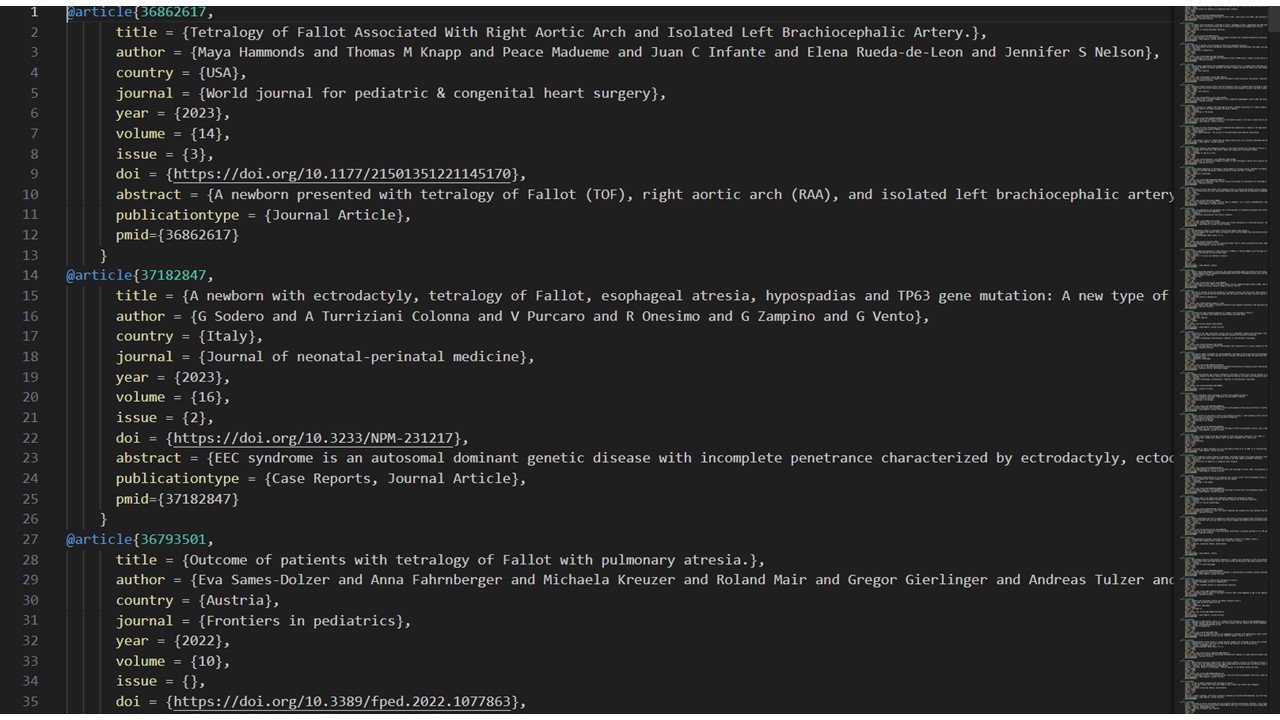 1 @article{36862617,
2 title = {Tetralogy of Fallot Associated With Right Aortic Arch and Isolated Left Brachiocephalic Artery.},
3 author = {Maya Hammonds and Thomas M Knapp and Pece Madueme and Juan C Infante and Elena Rueda-de-Leon and Jennifer S Nelson},
4 country = {USA},
5 journal = {World journal for pediatric & congenital heart surgery},
6 year = {2023},
7 volume = {14},
8 issue = {3},
9 doi = {https://doi.org/10.1177/21501351221145170},
10 abstract = {A newborn presented with tetralogy of Fallot (TOF), right aortic arch (RAA), and isolated left brachiocephalic artery
11 publicationtype = {Journal Article},
12 pmid={36862617}
13 }
14 @article{37182847,
15 title = {A newborn with ectrodactyly, tetralogy of Fallot, esophageal atresia, hypospadias and TP63 gene mutation: A new type of
16 author = {G Sodero and A Turriziani Colonna and V Purcaro and R Onesimo and G Zampino and G Vento},
17 country = {Italy},
18 journal = {Journal of neonatal-perinatal medicine},
19 year = {2023},
20 volume = {16},
21 issue = {2},
22 doi = {https://doi.org/10.3233/NPM-231217},
23 abstract = {EEC syndrome is an autosomal dominant genetic disease with incomplete penetrance characterized by ectrodactyly, ectod
24 publicationtype = {Case Reports, Journal Article},
25 pmid={37182847}
26 }
27 @article{36793501,
28 title = {Outcome of patients with tetralogy of Fallot with pulmonary atresia.},
29 author = {Eva Sames-Dolzer and Anna Fahrnberger and Michaela Kreuzer and Roland Mair and Gregor Gierlinger and Andreas Tulzer and
30 country = {Austria},
31 journal = {Frontiers in pediatrics},
32 year = {2022},
33 volume = {10},
34 issue = {},
35 doi = {https://doi.org/10.3389/fped.2022.1077863},